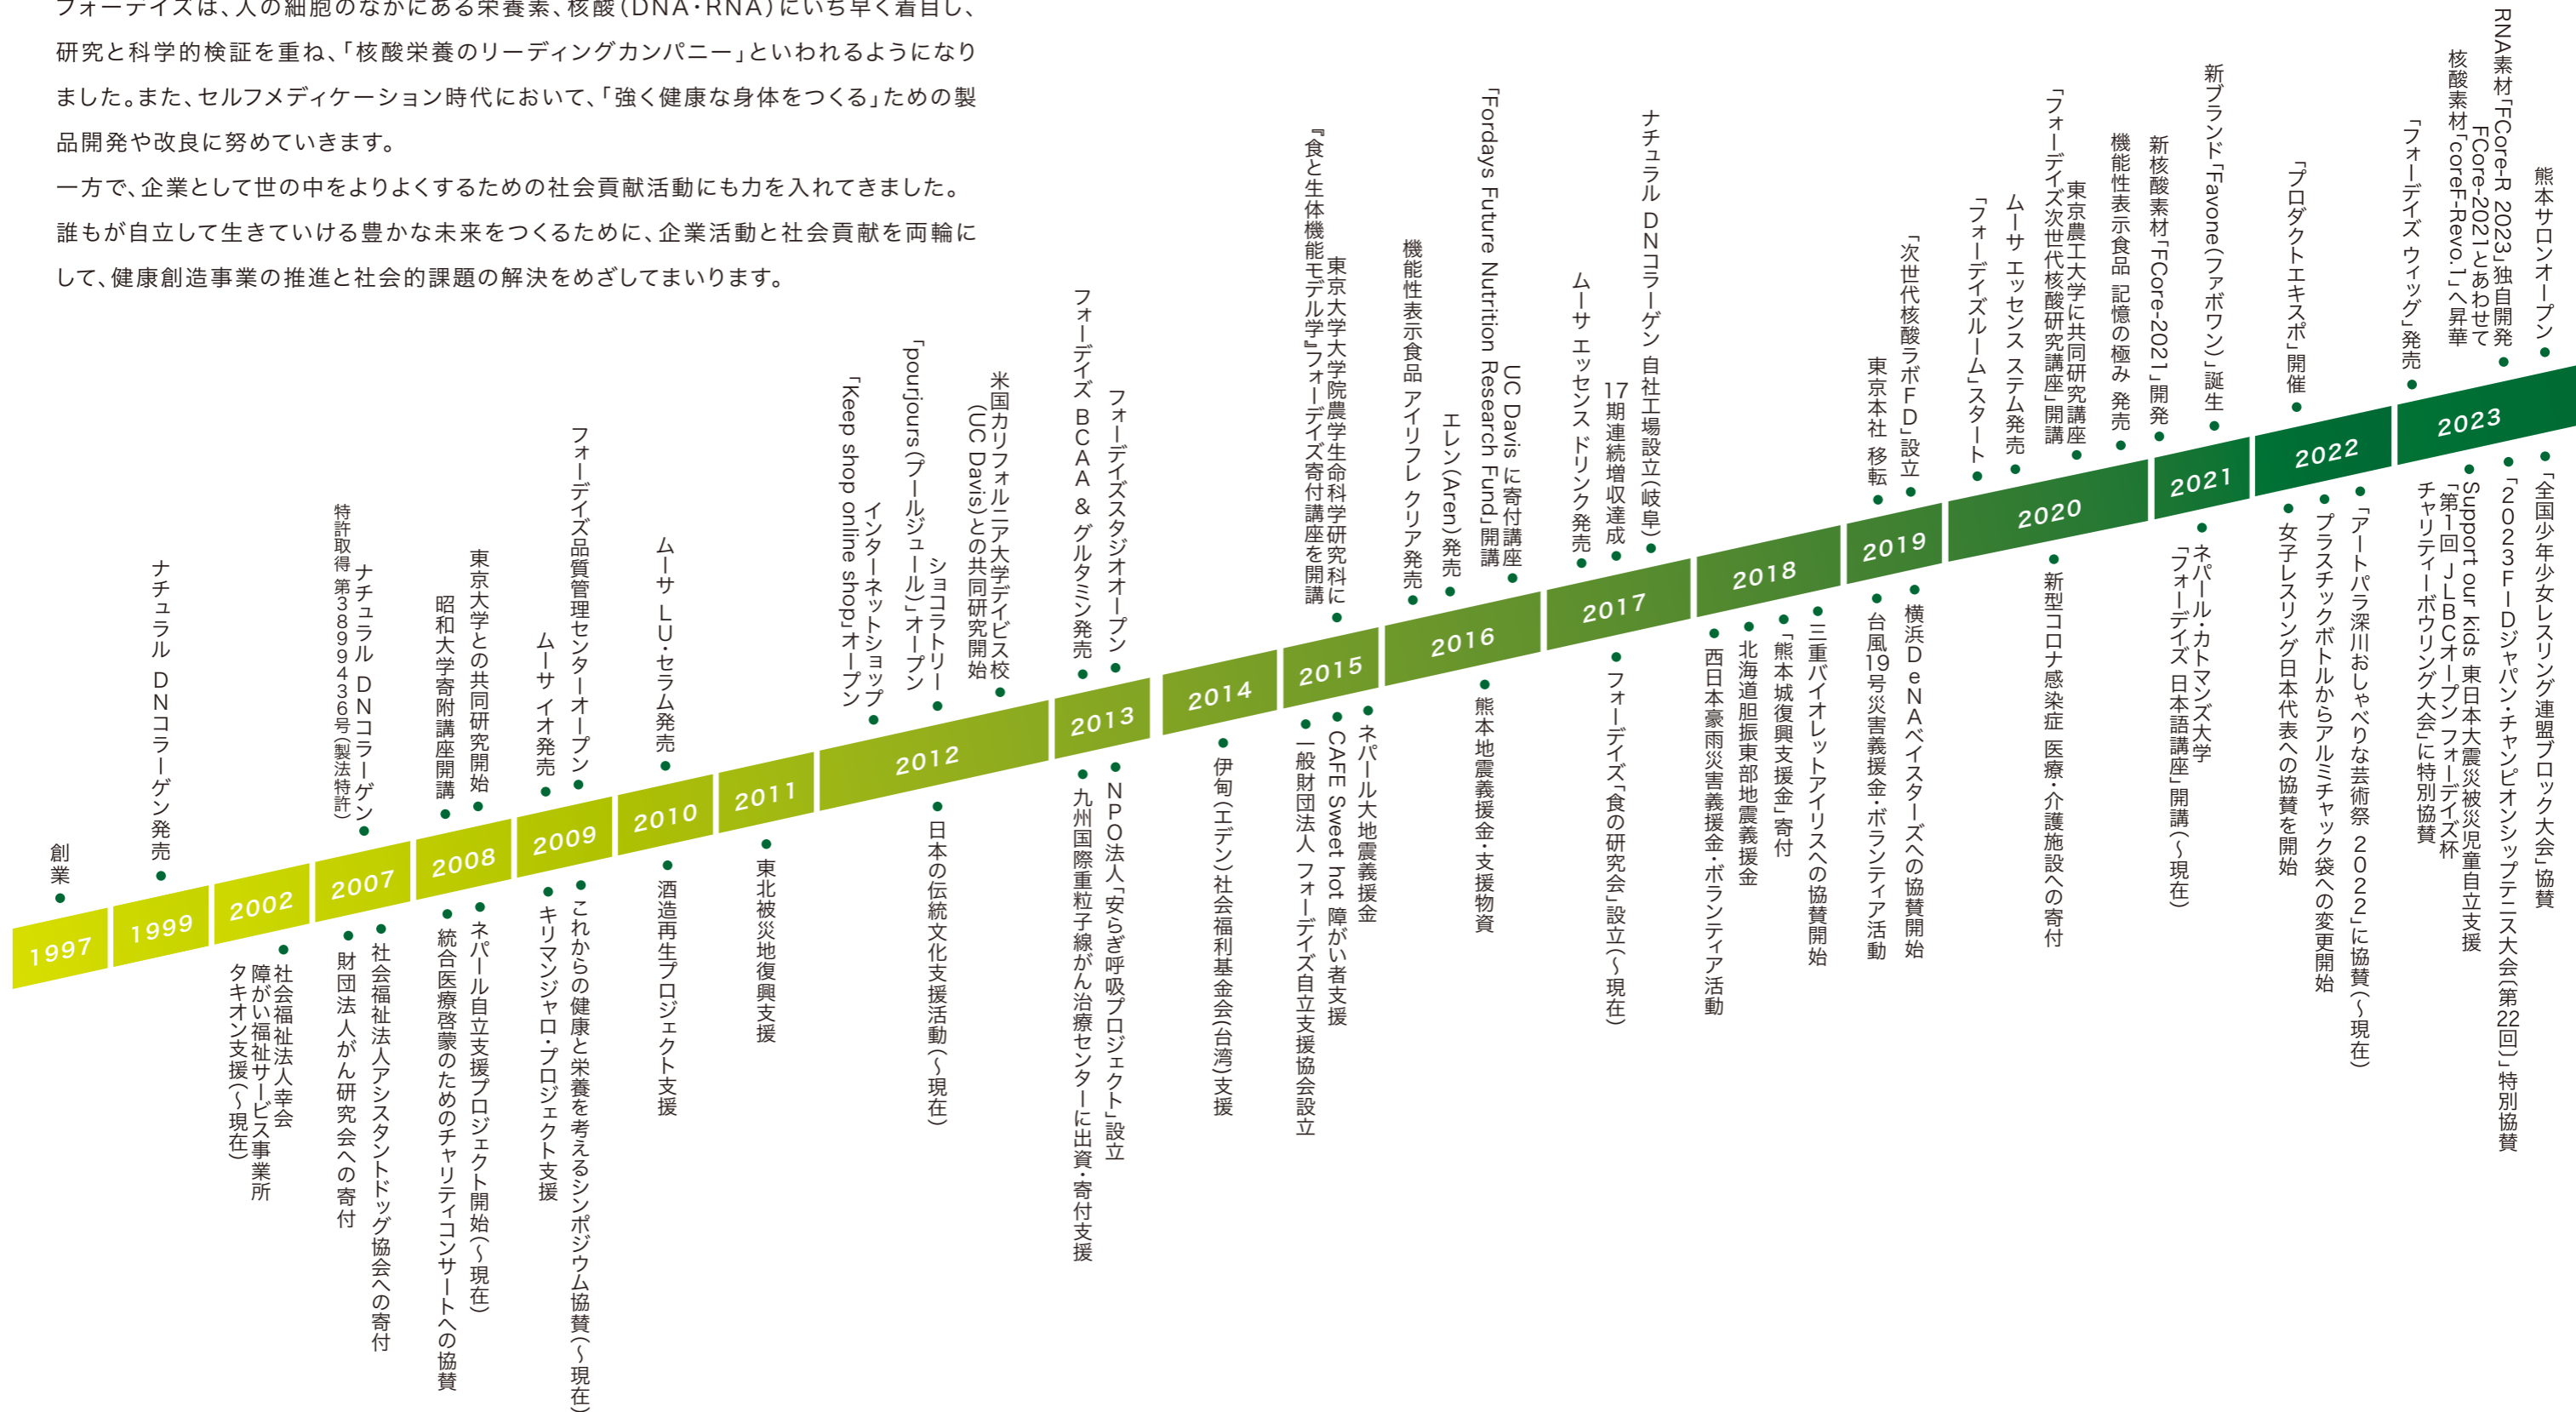 フォーデイズは、人の細胞のなかにある栄養素、核酸(DNA・RNA)にいち早く着目し、
研究と科学的検証を重ね、「核酸栄養のリーディングカンパニー」といわれるようになり
ました。また、セルフメディケーション時代において、「強く健康な身体をつくる」ための製
品開発や改良に努めていきます。
一方で、企業として世の中をよりよくするための社会貢献活動にも力を入れてきました。
誰もが自立して生きていける豊かな未来をつくるために、企業活動と社会貢献を両輪に
して、健康創造事業の推進と社会的課題の解決をめざしてまいります。
1997
創業
1999
ナチュラル DNコラーゲン発売
2002
社会福祉法人幸会
障がい福祉サービス事業所
タキオン支援(〜現在)
2007
ナチュラル DNコラーゲン
特許取得 第3899436号(製法特許)
財団法人がん研究会への寄付
社会福祉法人アシスタントドッグ協会への寄付
2008
昭和大学寄附講座開講
東京大学との共同研究開始
統合医療啓蒙のためのチャリティコンサートへの協賛
ネパール自立支援プロジェクト開始(〜現在)
2009
ムーサ イオ発売
フォーデイズ品質管理センターオープン
キリマンジャロ・プロジェクト支援
これからの健康と栄養を考えるシンポジウム協賛(〜現在)
2010
ムーサ LU・セラム発売
酒造再生プロジェクト支援
2011
東北被災地復興支援
2012
インターネットショップ
「Keep shop online shop」オープン
ショコラトリー
「pourjours(プールジュール)」オープン
米国カリフォルニア大学デイビス校
(UC Davis)との共同研究開始
日本の伝統文化支援活動(〜現在)
2013
フォーデイズ BCAA & グルタミン発売
フォーデイズスタジオオープン
九州国際重粒子線がん治療センターに出資・寄付支援
NPO法人「安らぎ呼吸プロジェクト」設立
2014
伊甸(エデン)社会福利基金会(台湾)支援
2015
東京大学大学院農学生命科学研究科に
『食と生体機能モデル学』フォーデイズ寄付講座を開講
一般財団法人 フォーデイズ自立支援協会設立
CAFE Sweet hot 障がい者支援
ネパール大地震義援金
2016
機能性表示食品 アイリフレ クリア発売
エレン(Aren)発売
UC Davis に寄付講座
「Fordays Future Nutrition Research Fund」開講
熊本地震義援金・支援物資
2017
ムーサ エッセンス ドリンク発売
17期連続増収達成
ナチュラル DNコラーゲン 自社工場設立(岐阜)
フォーデイズ「食の研究会」設立(〜現在)
2018
西日本豪雨災害義援金・ボランティア活動
北海道胆振東部地震義援金
「熊本城復興支援金」寄付
三重バイオレットアイリスへの協賛開始
2019
東京本社 移転
「次世代核酸ラボFD」設立
台風19号災害義援金・ボランティア活動
横浜DeNAベイスターズへの協賛開始
2020
「フォーデイズルーム」スタート
ムーサ エッセンス ステム発売
東京農工大学に共同研究講座
「フォーデイズ次世代核酸研究講座」開講
機能性表示食品 記憶の極み 発売
新型コロナ感染症 医療・介護施設への寄付
2021
新核酸素材「FCore-2021」開発
新ブランド「Favone(ファボワン)」誕生
ネパール・カトマンズ大学
「フォーデイズ 日本語講座」開講(〜現在)
2022
「プロダクトエキスポ」開催
女子レスリング日本代表への協賛を開始
プラスチックボトルからアルミチャック袋への変更開始
「アートパラ深川おしゃべりな芸術祭 2022」に協賛(〜現在)
2023
「フォーデイズ ウィッグ」発売
RNA素材「FCore-R 2023」独自開発
FCore-2021とあわせて
核酸素材「coreF-Revo.1」へ昇華
熊本サロンオープン
Support our kids 東日本大震災被災児童自立支援
「第1回 JLBCオープン フォーデイズ杯
チャリティーボウリング大会」に特別協賛
「2023FIDジャパン・チャンピオンシップテニス大会(第22回)」特別協賛
「全国少年少女レスリング連盟ブロック大会」協賛